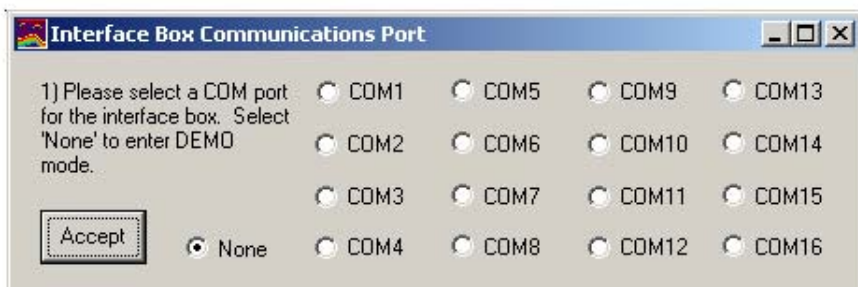 Interface Box Communications Port
1) Please select a COM port
for the interface box. Select
'None' to enter DEMO
mode.
Accept
None
COM1
COM2
COM3
COM4
COM5
COM6
COM7
COM8
COM9
COM10
COM11
COM12
COM13
COM14
COM15
COM16